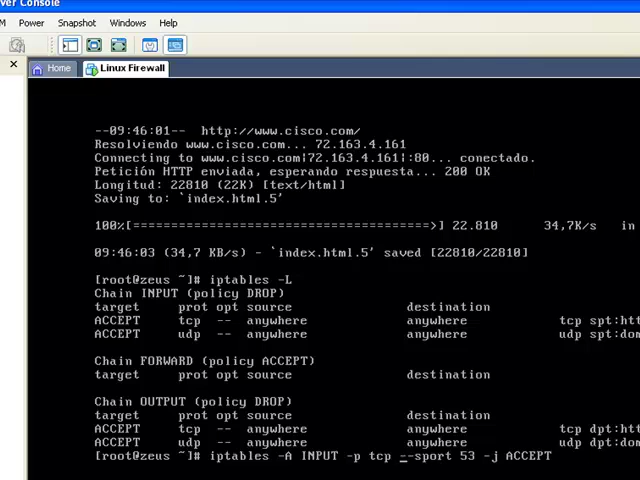 ver Console
M Power Snapshot Windows Help
Home Linux Firewall
--09:46:01-- http://www.cisco.com/
Resolviendo www.cisco.com... 72.163.4.161
Connecting to www.cisco.com|72.163.4.161|:80... conectado.
Petición HTTP enviada, esperando respuesta... 200 OK
Longitud: 22810 (22K) [text/html]
Saving to: `index.html.5'
100%[======================================>] 22.810 34,7K/s in
09:46:03 (34,7 KB/s) - `index.html.5' saved [22810/22810]
[root@zeus ~]# iptables -L
Chain INPUT (policy DROP)
target prot opt source destination
ACCEPT tcp -- anywhere anywhere tcp spt:htt
ACCEPT udp -- anywhere anywhere udp spt:dom
Chain FORWARD (policy ACCEPT)
target prot opt source destination
Chain OUTPUT (policy DROP)
target prot opt source destination
ACCEPT tcp -- anywhere anywhere tcp dpt:htt
ACCEPT udp -- anywhere anywhere udp dpt:dom
[root@zeus ~]# iptables -A INPUT -p tcp --sport 53 -j ACCEPT